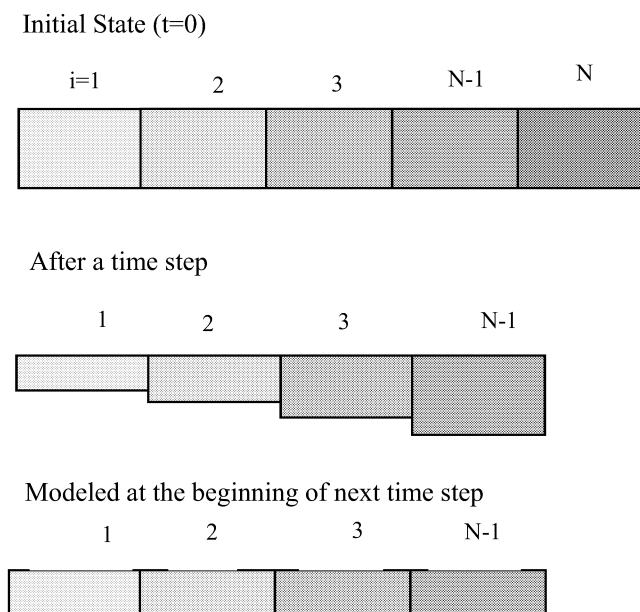 Initial State (t=0)
i=1 2 3 N-1 N
After a time step
1 2 3 N-1
Modeled at the beginning of next time step
1 2 3 N-1